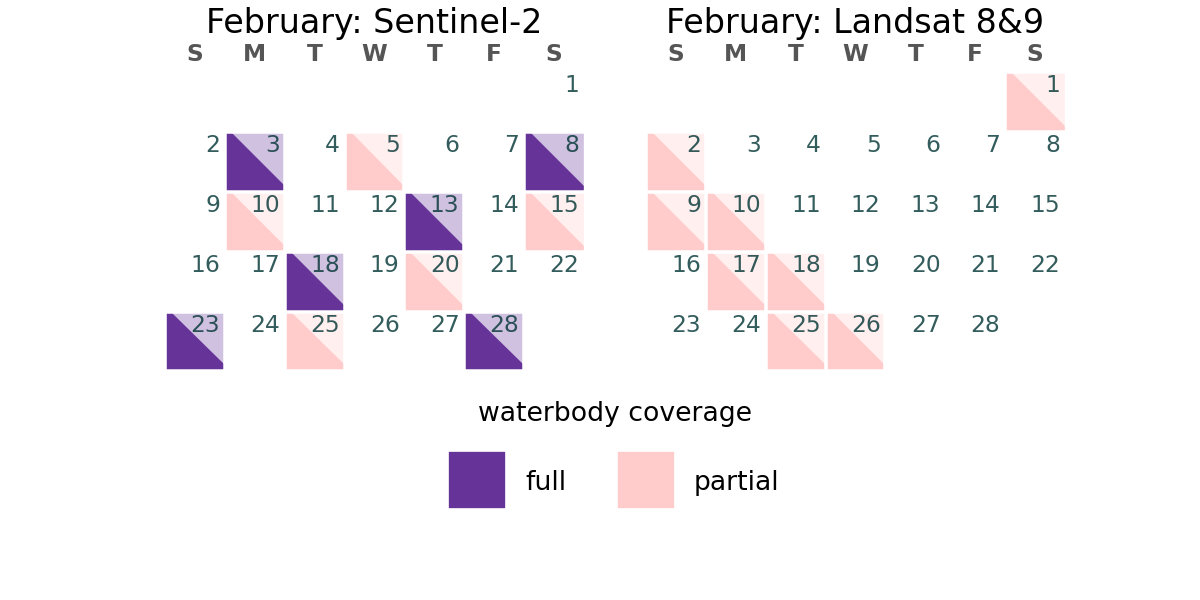 February: Sentinel-2
S M T W T F S
1
2 3 4 5 6 7 8
9 10 11 12 13 14 15
16 17 18 19 20 21 22
23 24 25 26 27 28
February: Landsat 8&9
S M T W T F S
1
2 3 4 5 6 7 8
9 10 11 12 13 14 15
16 17 18 19 20 21 22
23 24 25 26 27 28
waterbody coverage
full partial